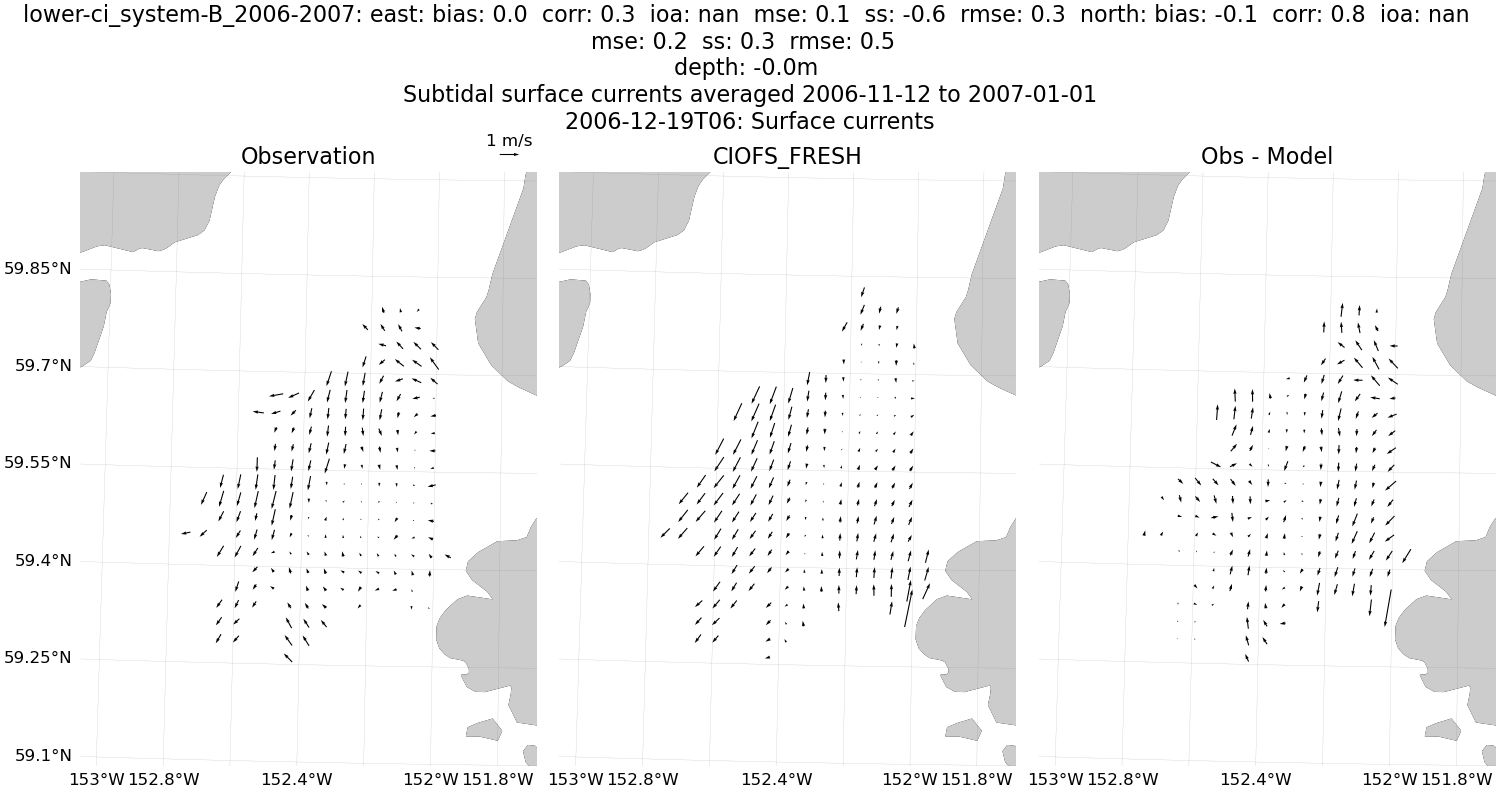 lower-ci_system-B_2006-2007: east: bias: 0.0  corr: 0.3  ioa: nan  mse: 0.1  ss: -0.6  rmse: 0.3  north: bias: -0.1  corr: 0.8  ioa: nan
mse: 0.2  ss: 0.3  rmse: 0.5
depth: -0.0m
Subtidal surface currents averaged 2006-11-12 to 2007-01-01
2006-12-19T06: Surface currents
1 m/s
Observation
CIOFS_FRESH
Obs - Model
59.85°N
59.7°N
59.55°N
59.4°N
59.25°N
59.1°N
153°W 152.8°W 152.4°W 152°W 151.8°W
153°W 152.8°W 152.4°W 152°W 151.8°W
153°W 152.8°W 152.4°W 152°W 151.8°W